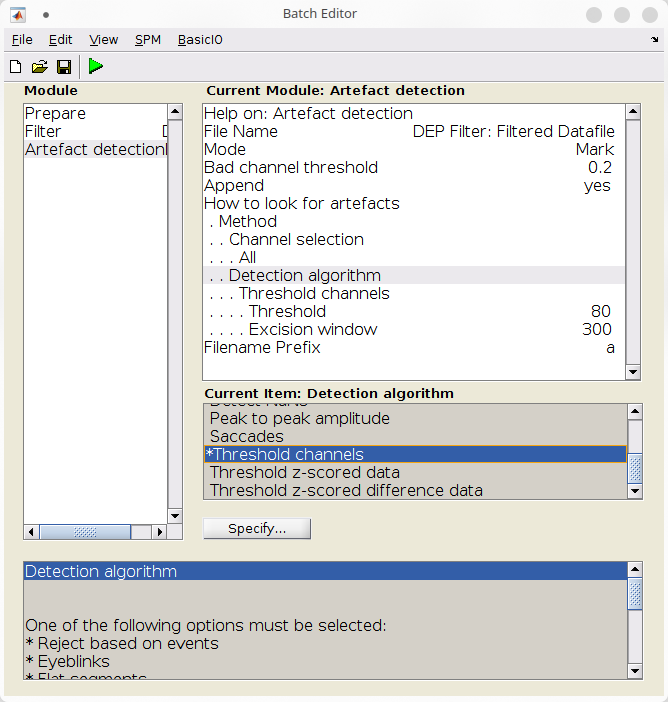 Batch Editor
File Edit View SPM BasicIO
Module
Current Module: Artefact detection
Prepare
Filter
Artefact detection
Help on: Artefact detection
File Name DEP Filter: Filtered Datafile
Mode Mark
Bad channel threshold 0.2
Append yes
How to look for artefacts
. Method
. . Channel selection
. . . All
. . Detection algorithm
. . . Threshold channels
. . . . Threshold 80
. . . . Excision window 300
Filename Prefix a
Current Item: Detection algorithm
Peak to peak amplitude
Saccades
*Threshold channels
Threshold z-scored data
Threshold z-scored difference data
Specify...
Detection algorithm
One of the following options must be selected:
* Reject based on events
* Eyeblinks
* Flat segments